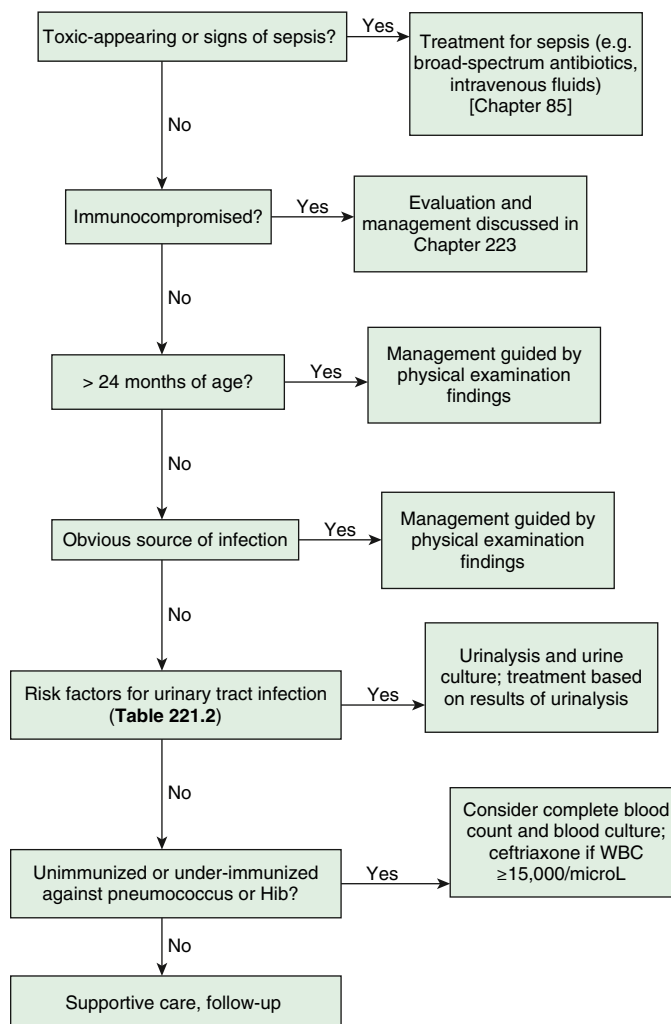 Toxic-appearing or signs of sepsis?
Yes
Treatment for sepsis (e.g.
broad-spectrum antibiotics,
intravenous fluids)
[Chapter 85]
No
Immunocompromised?
Yes
Evaluation and
management discussed in
Chapter 223
No
> 24 months of age?
Yes
Management guided by
physical examination
findings
No
Obvious source of infection
Yes
Management guided by
physical examination
findings
No
Risk factors for urinary tract infection
(Table 221.2)
Yes
Urinalysis and urine
culture; treatment based
on results of urinalysis
No
Unimmunized or under-immunized
against pneumococcus or Hib?
Yes
Consider complete blood
count and blood culture;
ceftriaxone if WBC
≥15,000/microL
No
Supportive care, follow-up